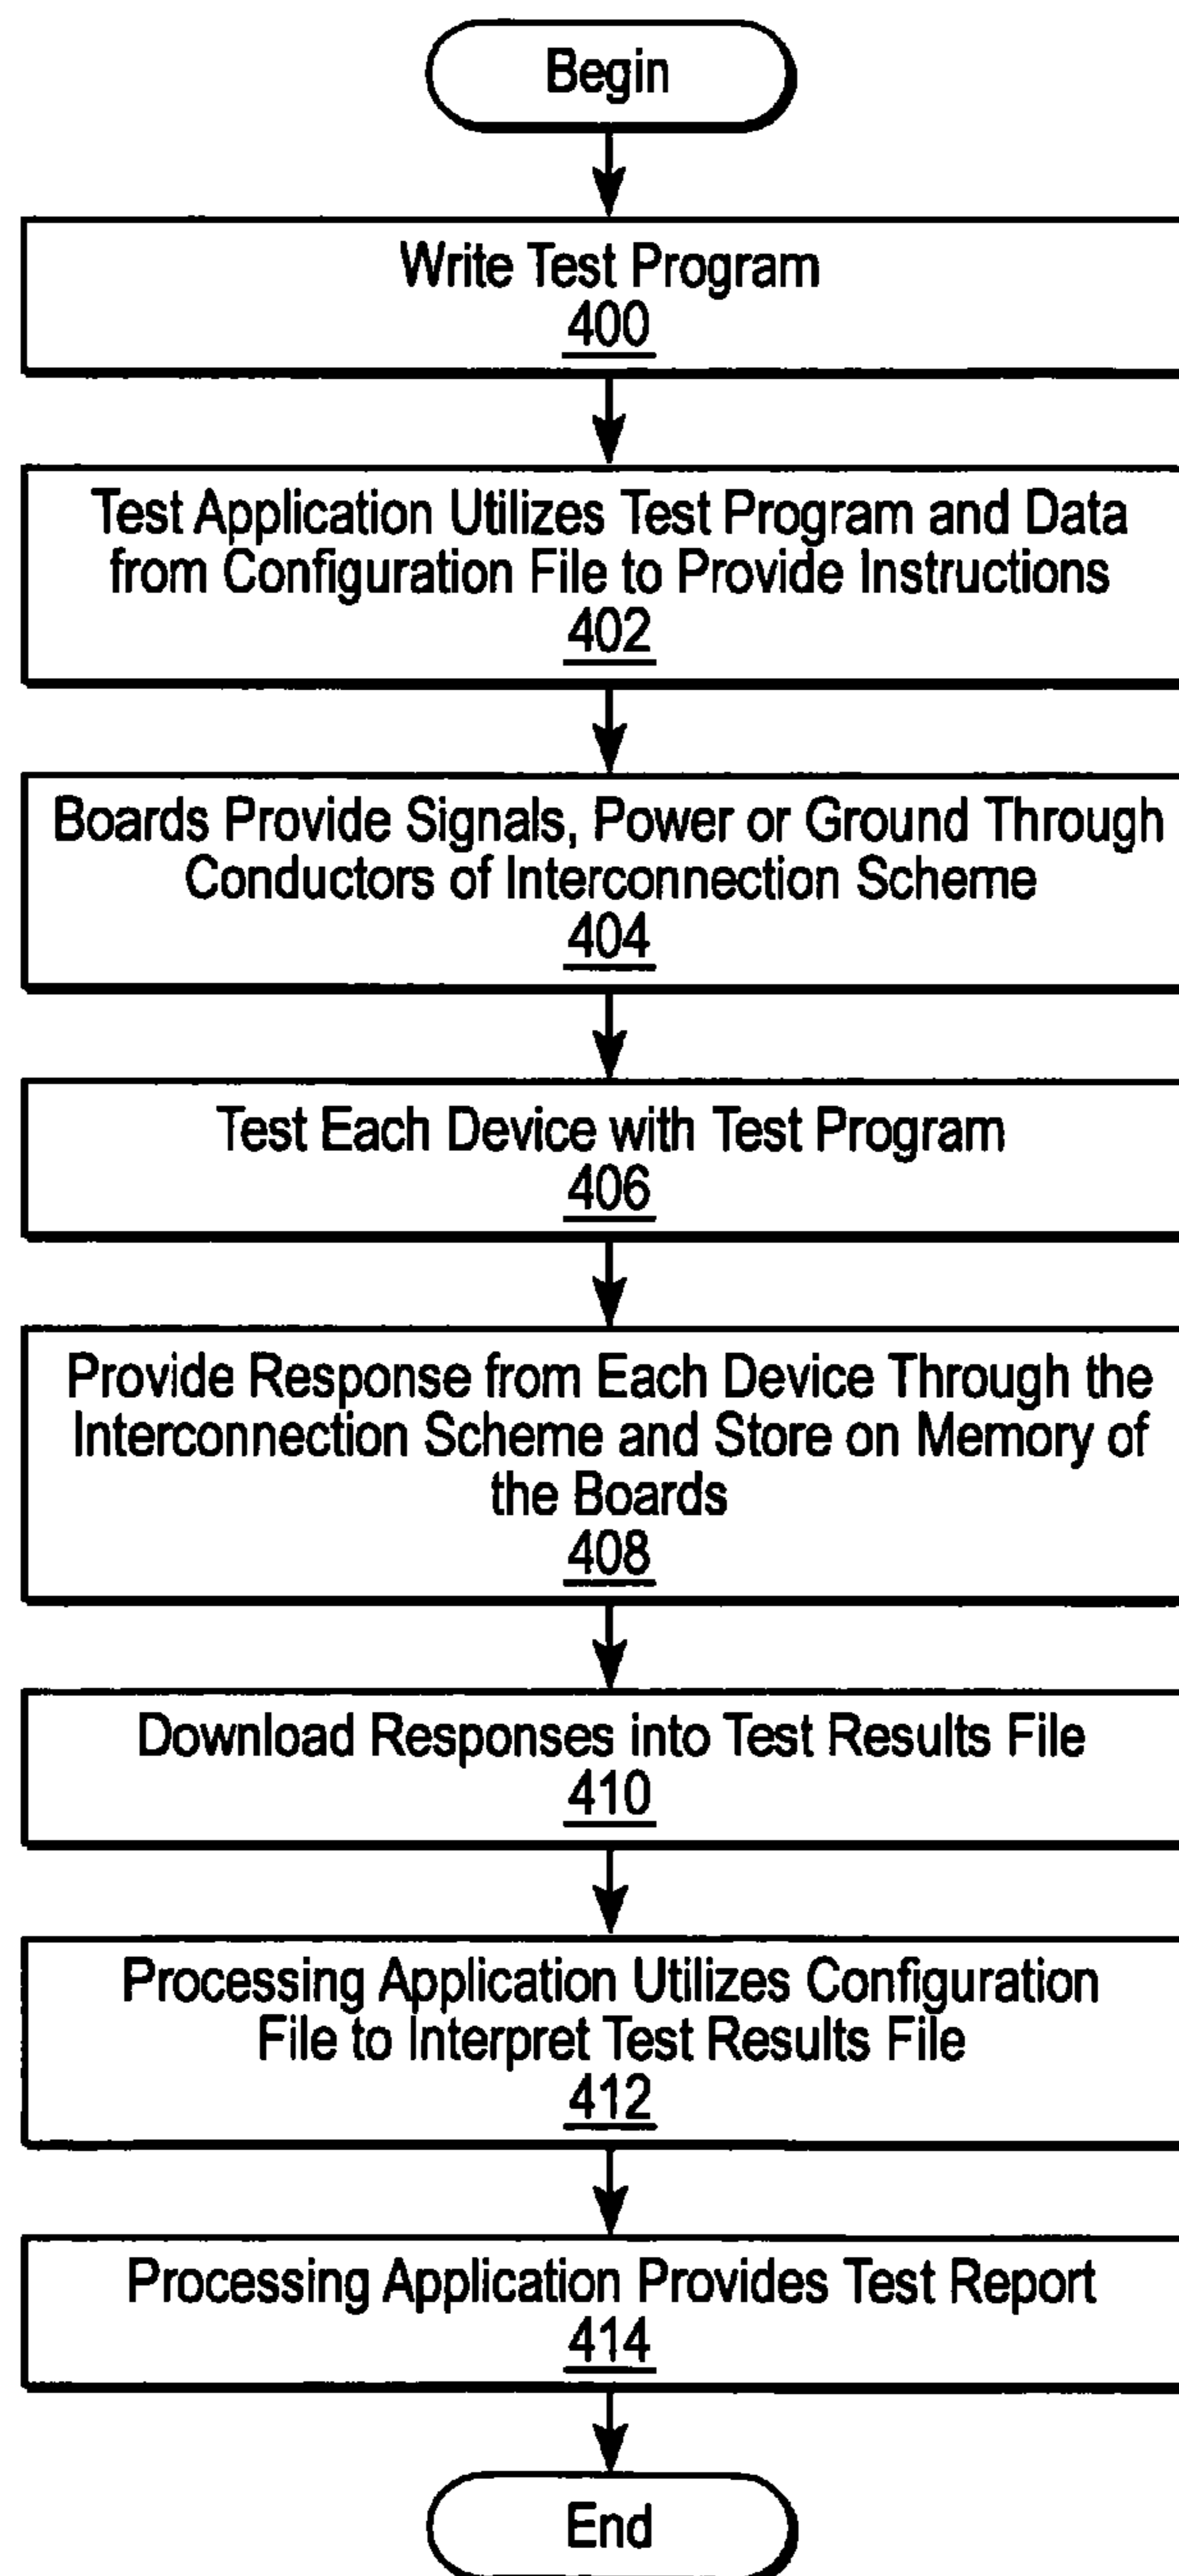 Begin
Write Test Program
400
Test Application Utilizes Test Program and Data
from Configuration File to Provide Instructions
402
Boards Provide Signals, Power or Ground Through
Conductors of Interconnection Scheme
404
Test Each Device with Test Program
406
Provide Response from Each Device Through the
Interconnection Scheme and Store on Memory of
the Boards
408
Download Responses into Test Results File
410
Processing Application Utilizes Configuration
File to Interpret Test Results File
412
Processing Application Provides Test Report
414
End